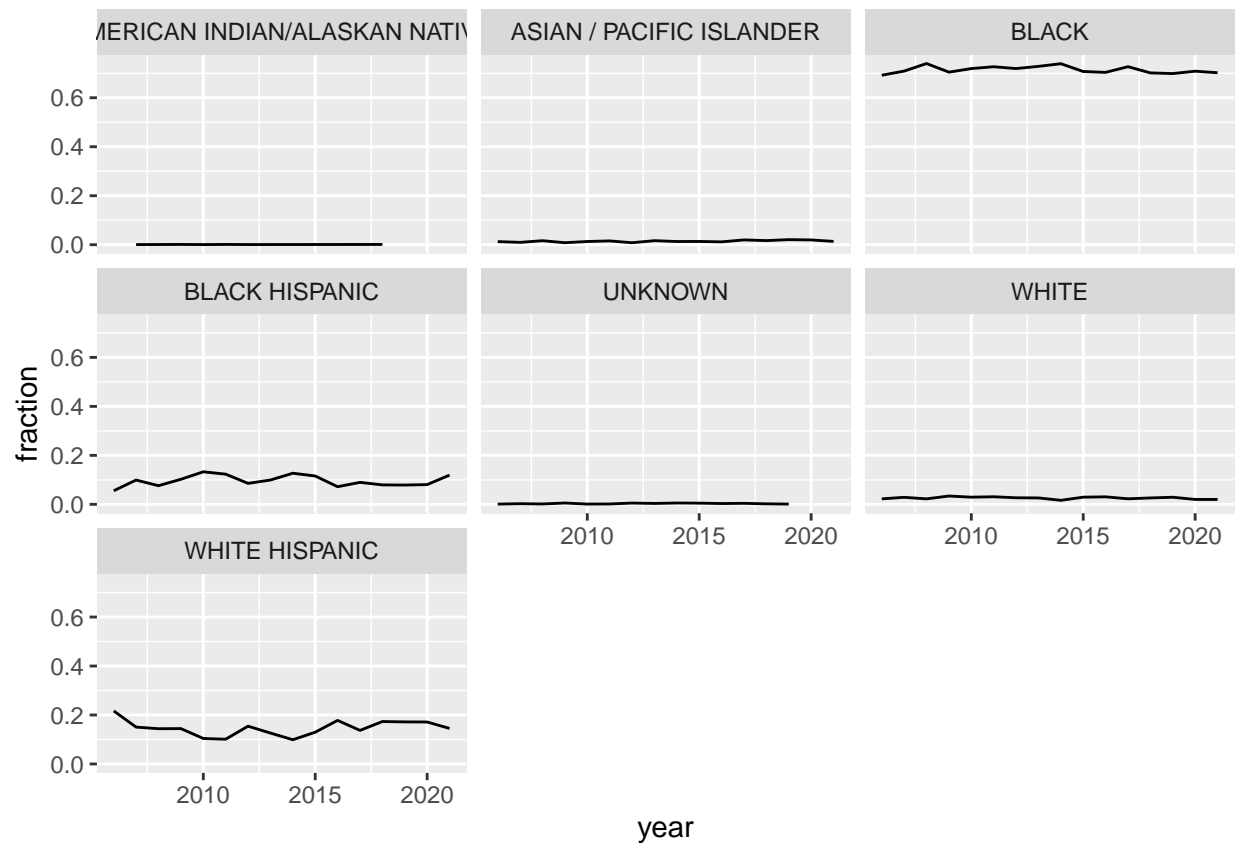 MERICAN INDIAN/ALASKAN NATIV
ASIAN / PACIFIC ISLANDER
BLACK
0.6
0.4
0.2
0.0
BLACK HISPANIC
UNKNOWN
WHITE
0.6
0.4
0.2
0.0
2010 2015 2020
2010 2015 2020
WHITE HISPANIC
0.6
0.4
0.2
0.0
2010 2015 2020
fraction
year